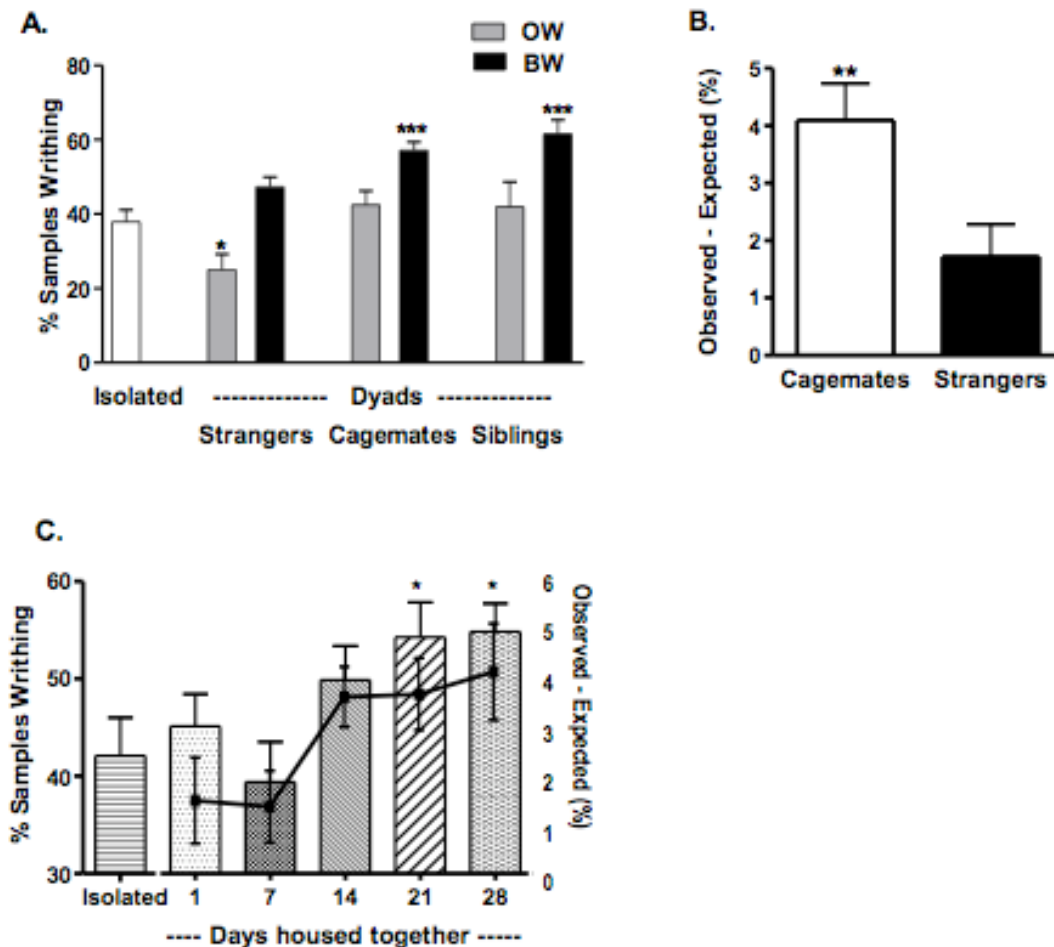 A.
OW
BW
% Samples Writhing
80
60
40
20
0
*
***
***
Isolated ------------- Dyads -------------
Strangers Cagemates Siblings
B.
Observed - Expected (%)
5
4
3
2
1
0
**
Cagemates Strangers
C.
% Samples Writhing
60
50
40
30
* *
6
5
4
3
2
1
0
Observed - Expected (%)
Isolated 1 7 14 21 28
---- Days housed together -----